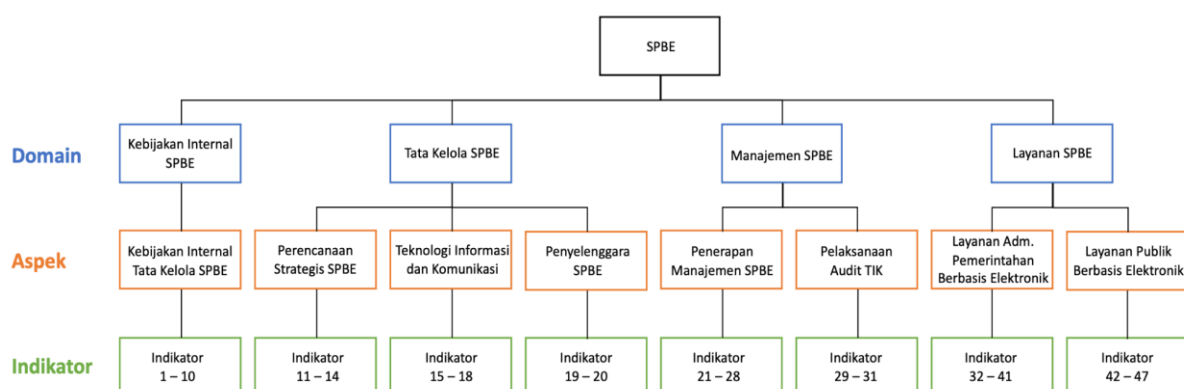 SPBE
Domain
Kebijakan Internal
SPBE
Tata Kelola SPBE
Manajemen SPBE
Layanan SPBE
Aspek
Kebijakan Internal
Tata Kelola SPBE
Perencanaan
Strategis SPBE
Teknologi Informasi
dan Komunikasi
Penyelenggara
SPBE
Penerapan
Manajemen SPBE
Pelaksanaan
Audit TIK
Layanan Adm.
Pemerintahan
Berbasis Elektronik
Layanan Publik
Berbasis Elektronik
Indikator
Indikator
1 – 10
Indikator
11 – 14
Indikator
15 – 18
Indikator
19 – 20
Indikator
21 – 28
Indikator
29 – 31
Indikator
32 – 41
Indikator
42 – 47